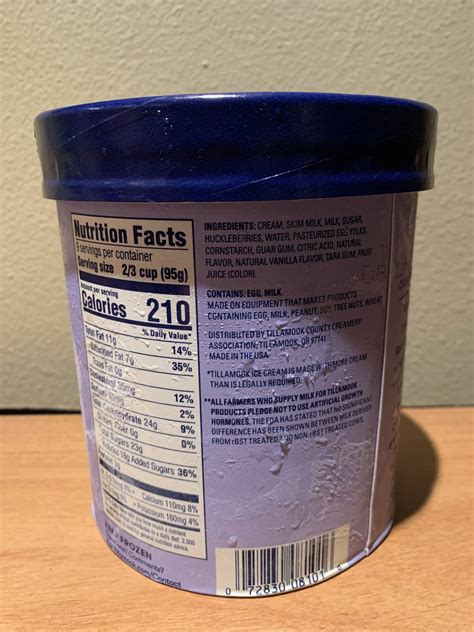 Nutrition Facts
servings per container
Serving size 2/3 cup (95g)
Amount per serving
Calories 210
% Daily Value*
Total Fat 11g 14%
Saturated Fat 7g 35%
Trans Fat 0g
Cholesterol 12%
2%
Carbohydrate 24g 9%
Fiber 0g 0%
Sugars 23g
18g Added Sugars 36%
0% • Calcium 110mg 8%
• Potassium 160mg 4%
FROZEN
Comments?
INGREDIENTS: CREAM, SKIM MILK, MILK, SUGAR,
HUCKLEBERRIES, WATER, PASTEURIZED EGG YOLKS,
CORNSTARCH, GUAR GUM, CITRIC ACID, NATURAL
FLAVOR, NATURAL VANILLA FLAVOR, TARA GUM, FRUIT
JUICE (COLOR).
CONTAINS: EGG, MILK.
MADE ON EQUIPMENT THAT MAKES PRODUCTS
CONTAINING EGG, MILK, PEANUT, SOY, TREE NUTS, WHEAT
DISTRIBUTED BY TILLAMOOK COUNTY CREAMERY
ASSOCIATION, TILLAMOOK, OR 97141
MADE IN THE USA
*TILLAMOOK ICE CREAM IS MADE WITH MORE CREAM
THAN IS LEGALLY REQUIRED.
**ALL FARMERS WHO SUPPLY MILK FOR TILLAMOOK
PRODUCTS PLEDGE NOT TO USE ARTIFICIAL GROWTH
HORMONES. THE FDA HAS STATED THAT NO SIGNIFICANT
DIFFERENCE HAS BEEN SHOWN BETWEEN MILK DERIVED
FROM rBST TREATED AND NON-rBST TREATED COWS.
0 72830 08101